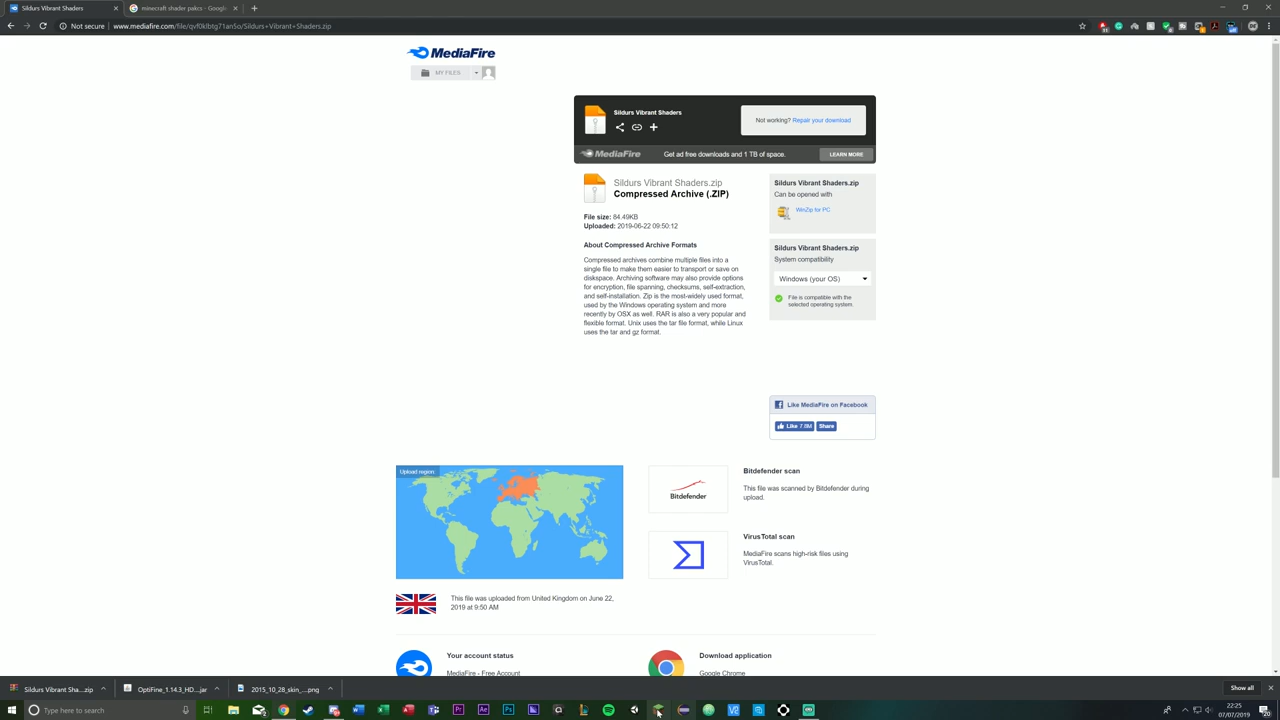 Sildurs Vibrant Shaders
minecraft shader pakcs - Google
Not secure | www.mediafire.com/file/qvf0klbtg71an5o/Sildurs+Vibrant+Shaders.zip
MediaFire
MY FILES
Sildurs Vibrant Shaders
Not working? Repair your download
MediaFire
Get ad free downloads and 1 TB of space.
LEARN MORE
Sildurs Vibrant Shaders.zip
Compressed Archive (.ZIP)
File size: 84.49KB
Uploaded: 2019-06-22 09:50:12
About Compressed Archive Formats
Compressed archives combine multiple files into a
single file to make them easier to transport or save on
diskspace. Archiving software may also provide options
for encryption, file spanning, checksums, self-extraction,
and self-installation. Zip is the most-widely used format,
used by the Windows operating system and more
recently by OSX as well. RAR is also a very popular and
flexible format. Unix uses the tar file format, while Linux
uses the tar and gz format.
Sildurs Vibrant Shaders.zip
Can be opened with
WinZip for PC
Sildurs Vibrant Shaders.zip
System compatibility
Windows (your OS)
File is compatible with the
selected operating system.
Like MediaFire on Facebook
Like 7.9M
Share
Upload region:
Bitdefender
Bitdefender scan
This file was scanned by Bitdefender during
upload.
VirusTotal scan
MediaFire scans high-risk files using
VirusTotal.
This file was uploaded from United Kingdom on June 22,
2019 at 9:50 AM
Your account status
MediaFire - Free Account
Download application
Google Chrome
Sildurs Vibrant Sha....zip
OptiFine_1.14.3_HD....jar
2015_10_28_skin_....png
Show all
Type here to search
22:25
07/07/2019